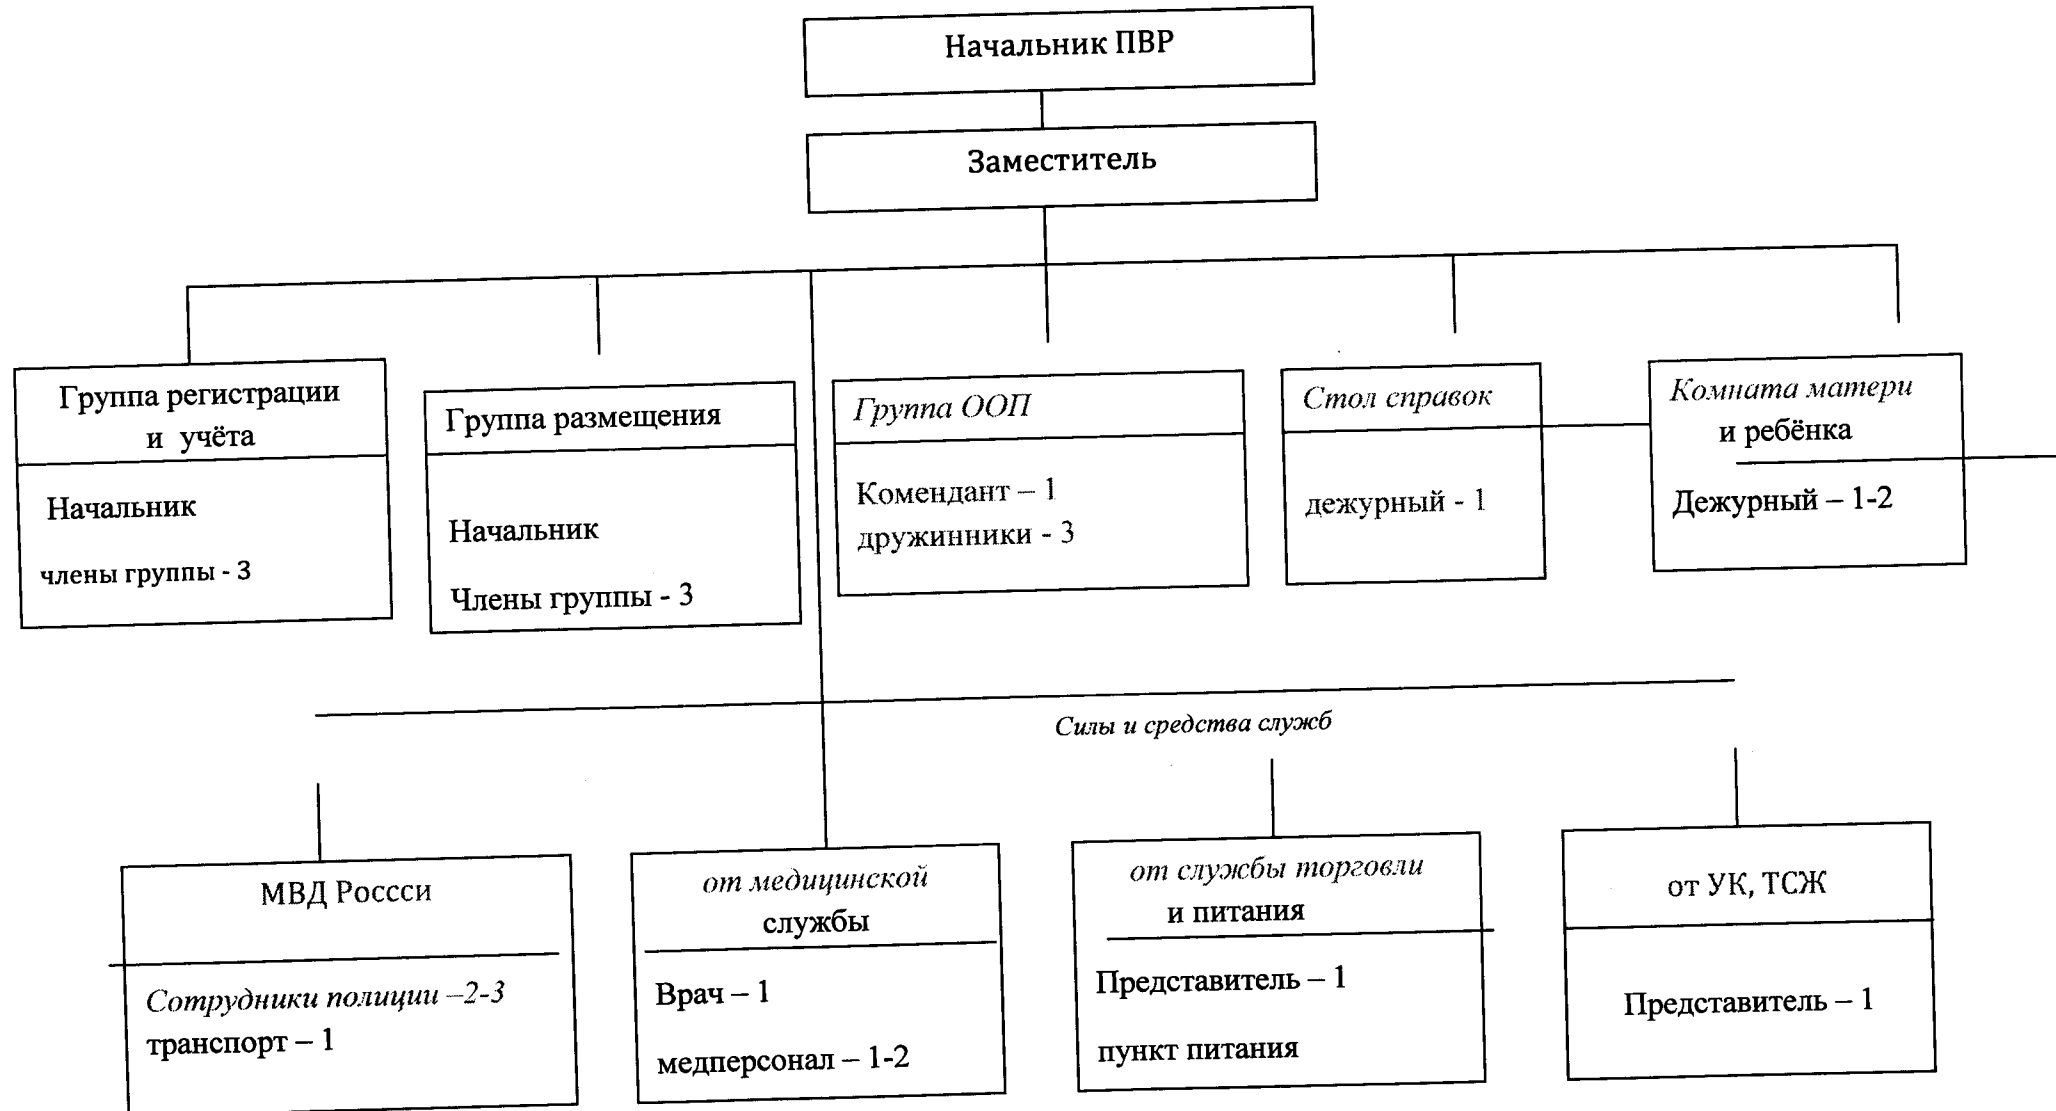 Начальник ПВР
Заместитель
Группа регистрации
и учёта
Начальник
члены группы - 3
Группа размещения
Начальник
Члены группы - 3
Группа ООП
Комендант – 1
дружинники - 3
Стол справок
дежурный - 1
Комната матери
и ребёнка
Дежурный – 1-2
Силы и средства служб
МВД Россси
Сотрудники полиции –2-3
транспорт – 1
от медицинской
службы
Врач – 1
медперсонал – 1-2
от службы торговли
и питания
Представитель – 1
пункт питания
от УК, ТСЖ
Представитель – 1